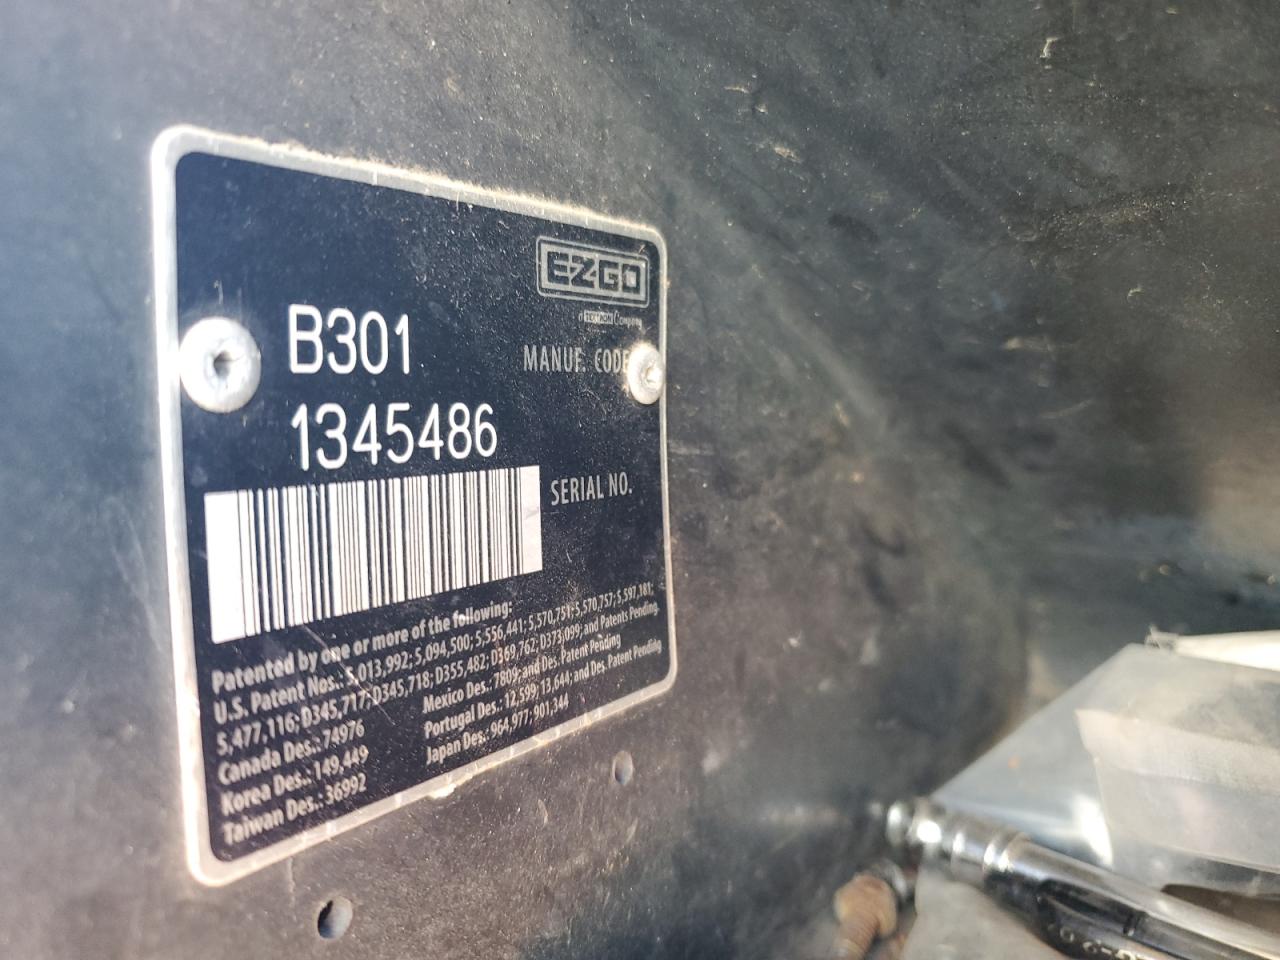 EZGO
a TEXTRON Company
B301
MANUF. CODE
1345486
SERIAL NO.
Patented by one or more of the following:
U.S. Patent Nos.: 5,013,992; 5,094,500; 5,556,441; 5,570,751; 5,570,757; 5,597,181;
5,477,116; D345,717; D345,718; D355,482; D369,762; D373,099; and Patents Pending.
Canada Des.: 74976
Mexico Des.: 7809; and Des. Patent Pending
Korea Des.: 149,449
Portugal Des.: 12,599; 13,644; and Des. Patent Pending
Taiwan Des.: 36992
Japan Des.: 964,977; 901,344